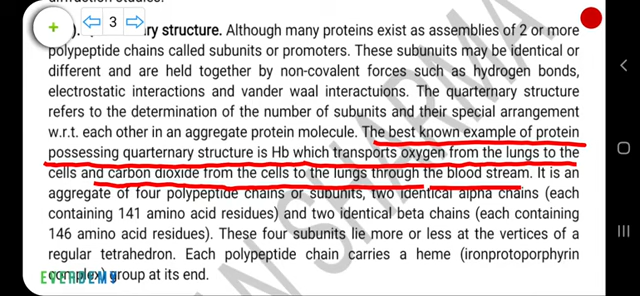 diffraction studies.
3
ry structure. Although many proteins exist as assemblies of 2 or more
polypeptide chains called subunits or promoters. These subunuits may be identical or
different and are held together by non-covalent forces such as hydrogen bonds,
electrostatic interactions and vander waal interactuions. The quarternary structure
refers to the determination of the number of subunits and their special arrangement
w.r.t. each other in an aggregate protein molecule. The best known example of protein
possessing quarternary structure is Hb which transports oxygen from the lungs to the
cells and carbon dioxide from the cells to the lungs through the blood stream. It is an
aggregate of four polypeptide chains or subunits, two identical alpha chains (each
containing 141 amino acid residues) and two identical beta chains (each containing
146 amino acid residues). These four subunits lie more or less at the vertices of a
regular tetrahedron. Each polypeptide chain carries a heme (ironprotoporphyrin
complex) group at its end.
EVERDEMY
SHARMA